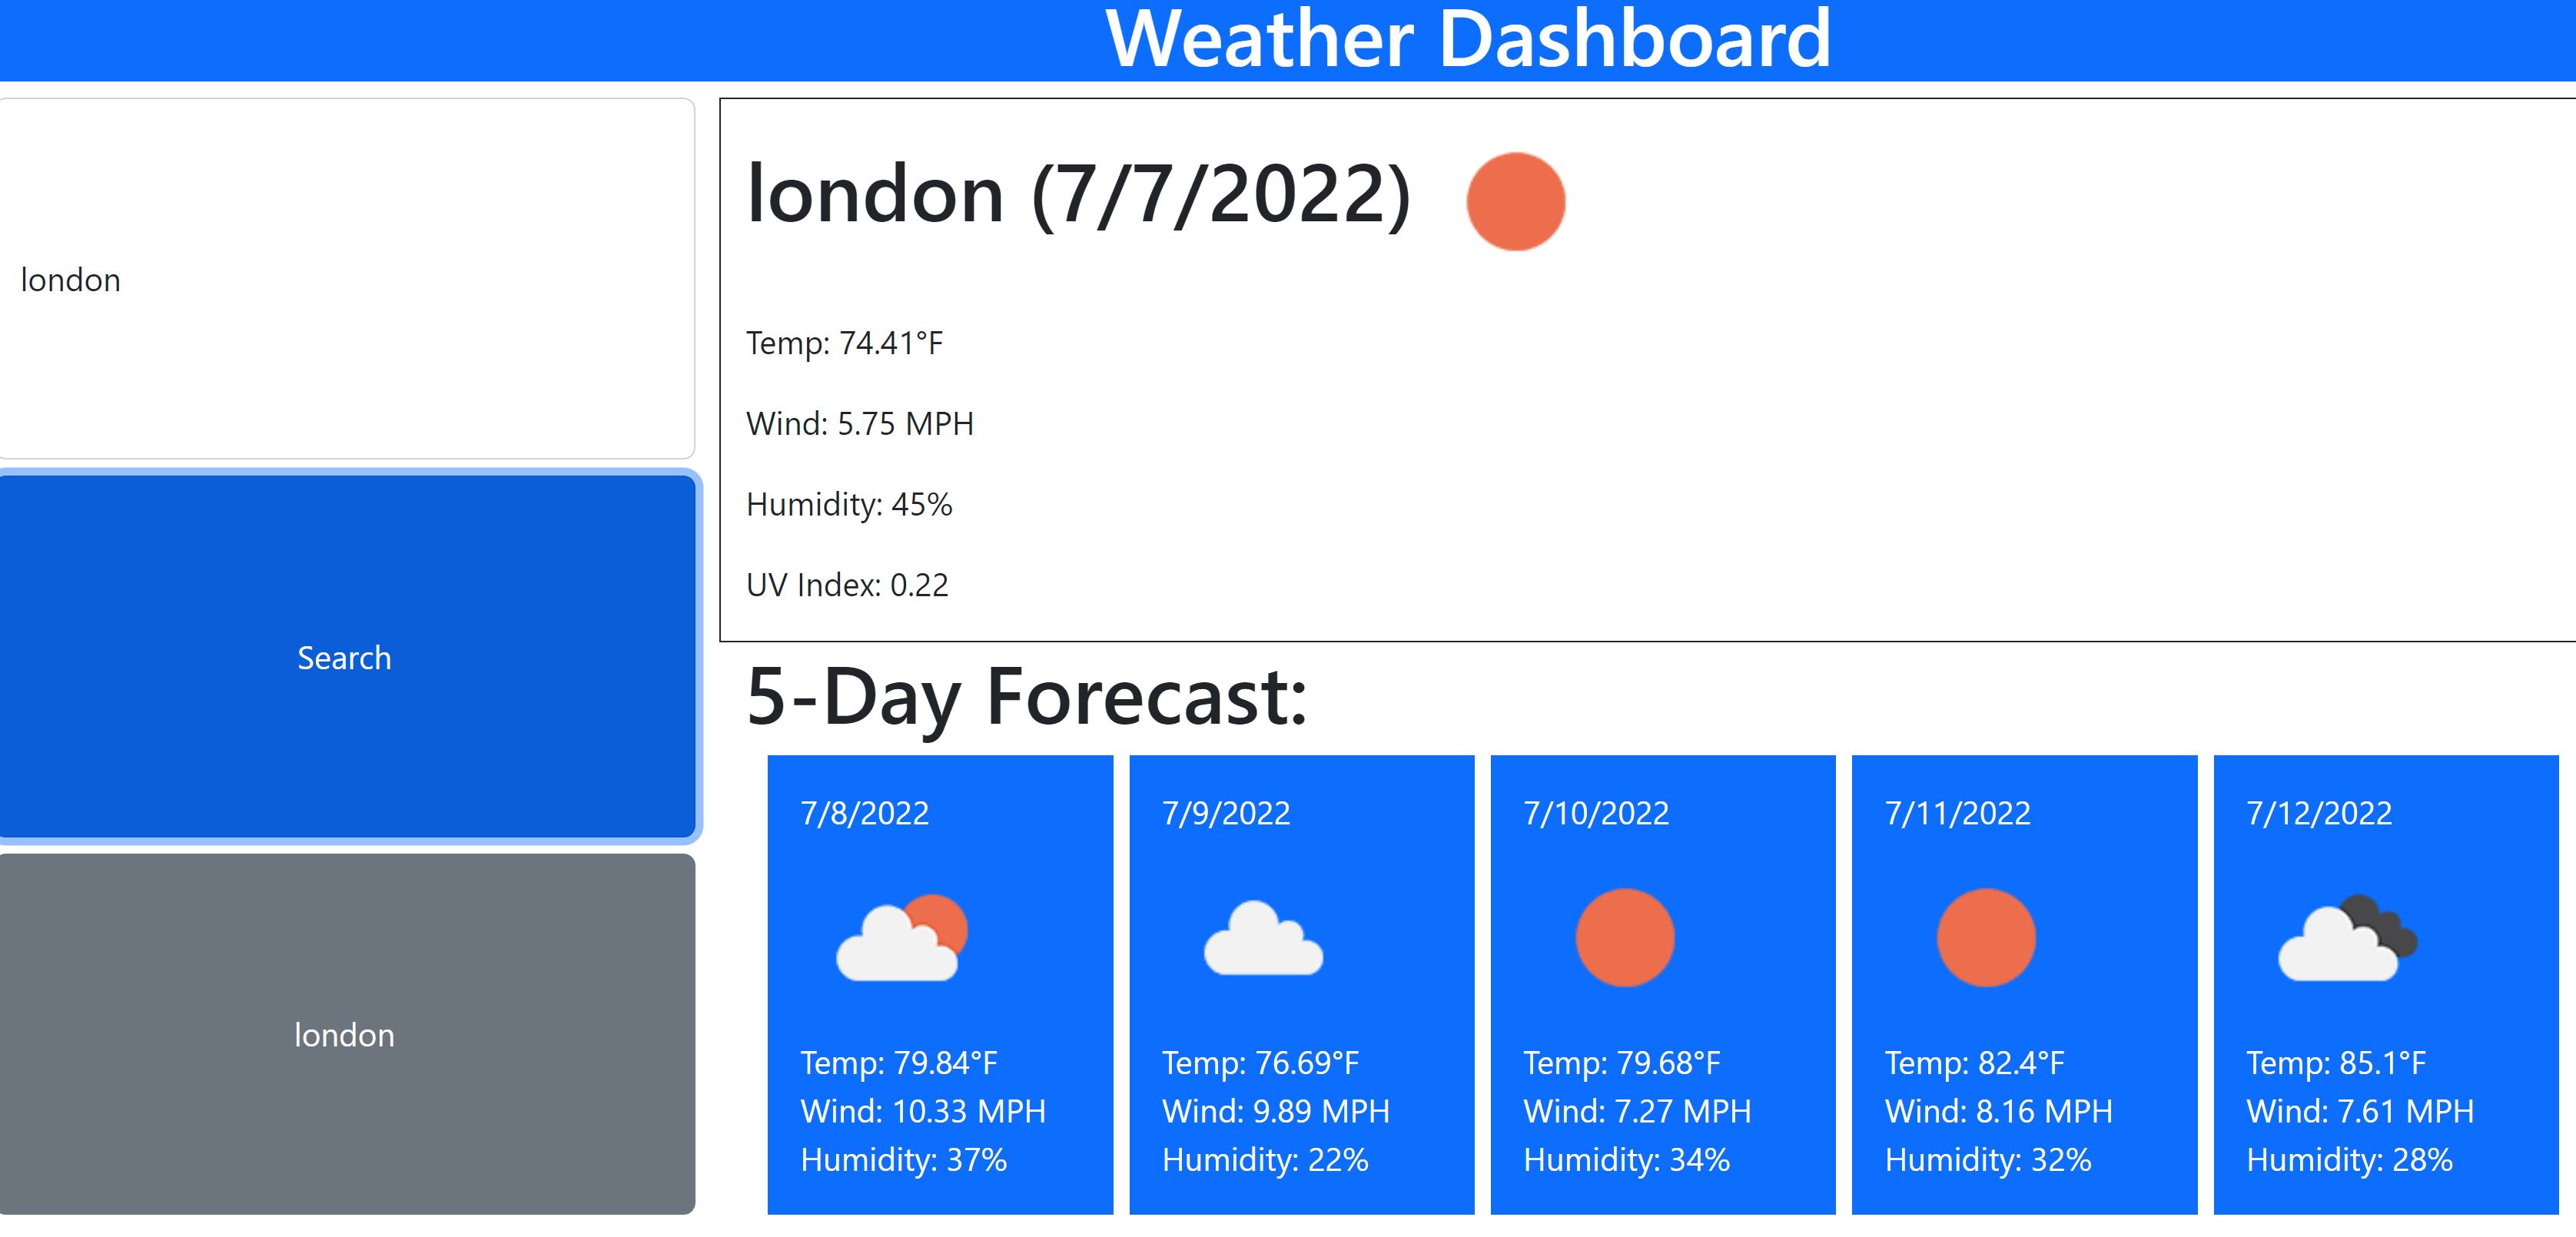 Weather Dashboard
london
Search
london
london (7/7/2022)
Temp: 74.41°F
Wind: 5.75 MPH
Humidity: 45%
UV Index: 0.22
5-Day Forecast:
7/8/2022
Temp: 79.84°F
Wind: 10.33 MPH
Humidity: 37%
7/9/2022
Temp: 76.69°F
Wind: 9.89 MPH
Humidity: 22%
7/10/2022
Temp: 79.68°F
Wind: 7.27 MPH
Humidity: 34%
7/11/2022
Temp: 82.4°F
Wind: 8.16 MPH
Humidity: 32%
7/12/2022
Temp: 85.1°F
Wind: 7.61 MPH
Humidity: 28%